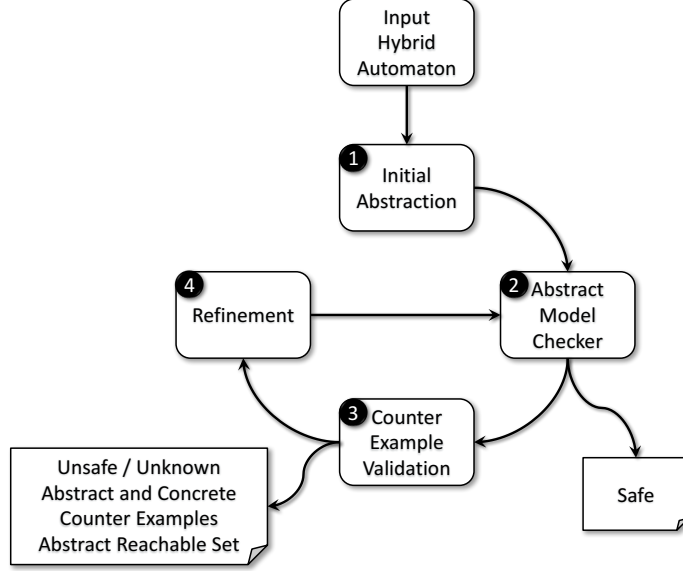 Input
Hybrid
Automaton
1
Initial
Abstraction
2
Abstract
Model
Checker
4
Refinement
3
Counter
Example
Validation
Unsafe / Unknown
Abstract and Concrete
Counter Examples
Abstract Reachable Set
Safe